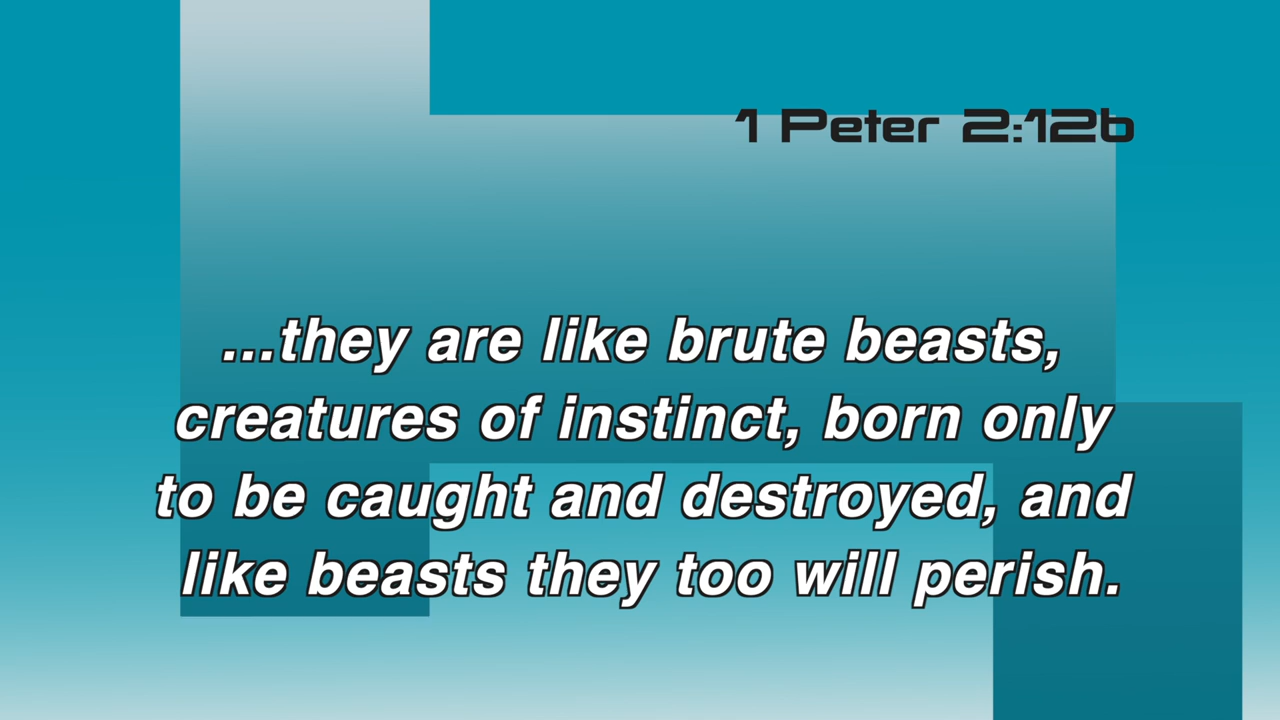 1 Peter 2:12b
...they are like brute beasts,
creatures of instinct, born only
to be caught and destroyed, and
like beasts they too will perish.